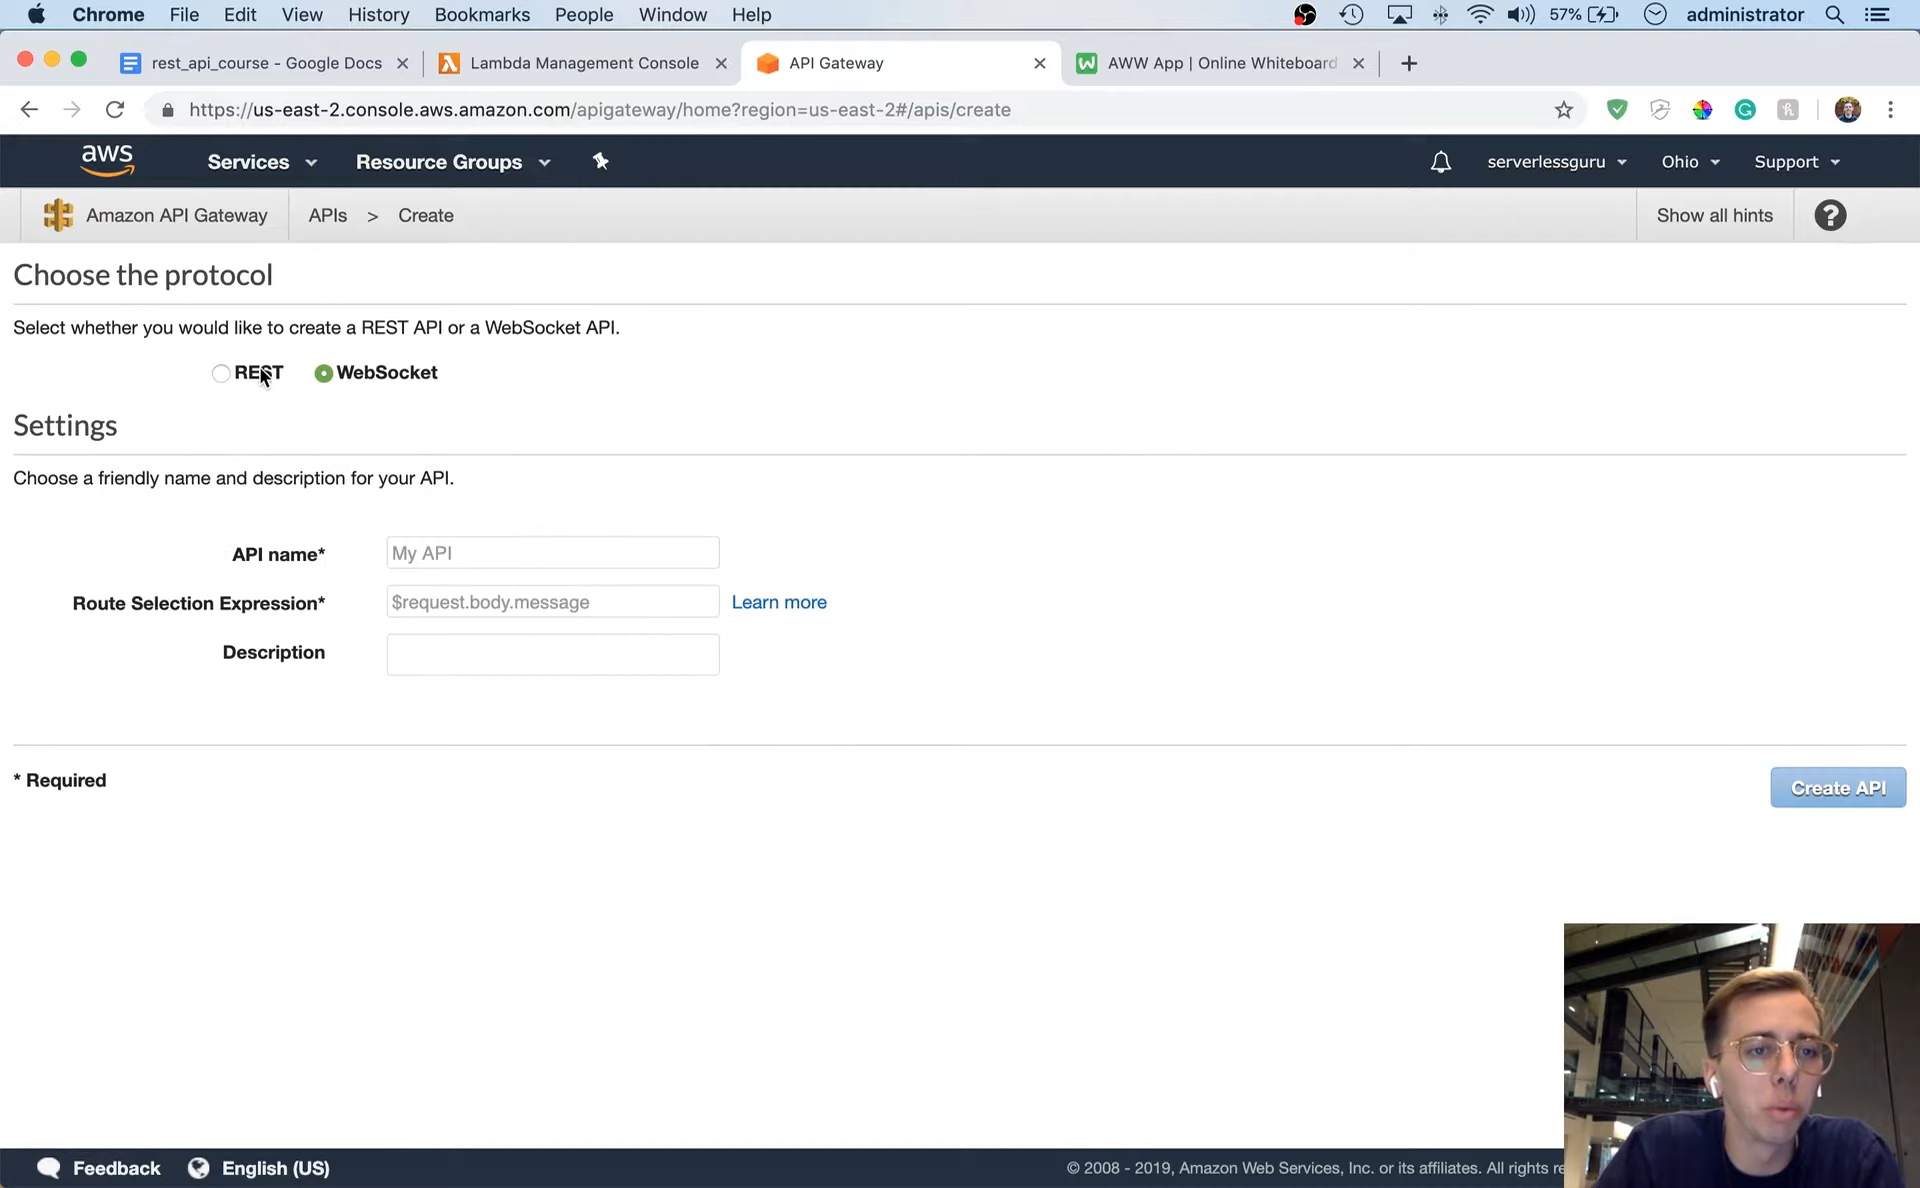 Chrome File Edit View History Bookmarks People Window Help 57% administrator
rest_api_course - Google Docs Lambda Management Console API Gateway AWW App | Online Whiteboard
https://us-east-2.console.aws.amazon.com/apigateway/home?region=us-east-2#/apis/create
aws Services Resource Groups serverlessguru Ohio Support
Amazon API Gateway APIs > Create Show all hints ?
Choose the protocol
Select whether you would like to create a REST API or a WebSocket API.
REST WebSocket
Settings
Choose a friendly name and description for your API.
API name* My API
Route Selection Expression* $request.body.message Learn more
Description
* Required
Create API
Feedback English (US) © 2008 - 2019, Amazon Web Services, Inc. or its affiliates. All rights